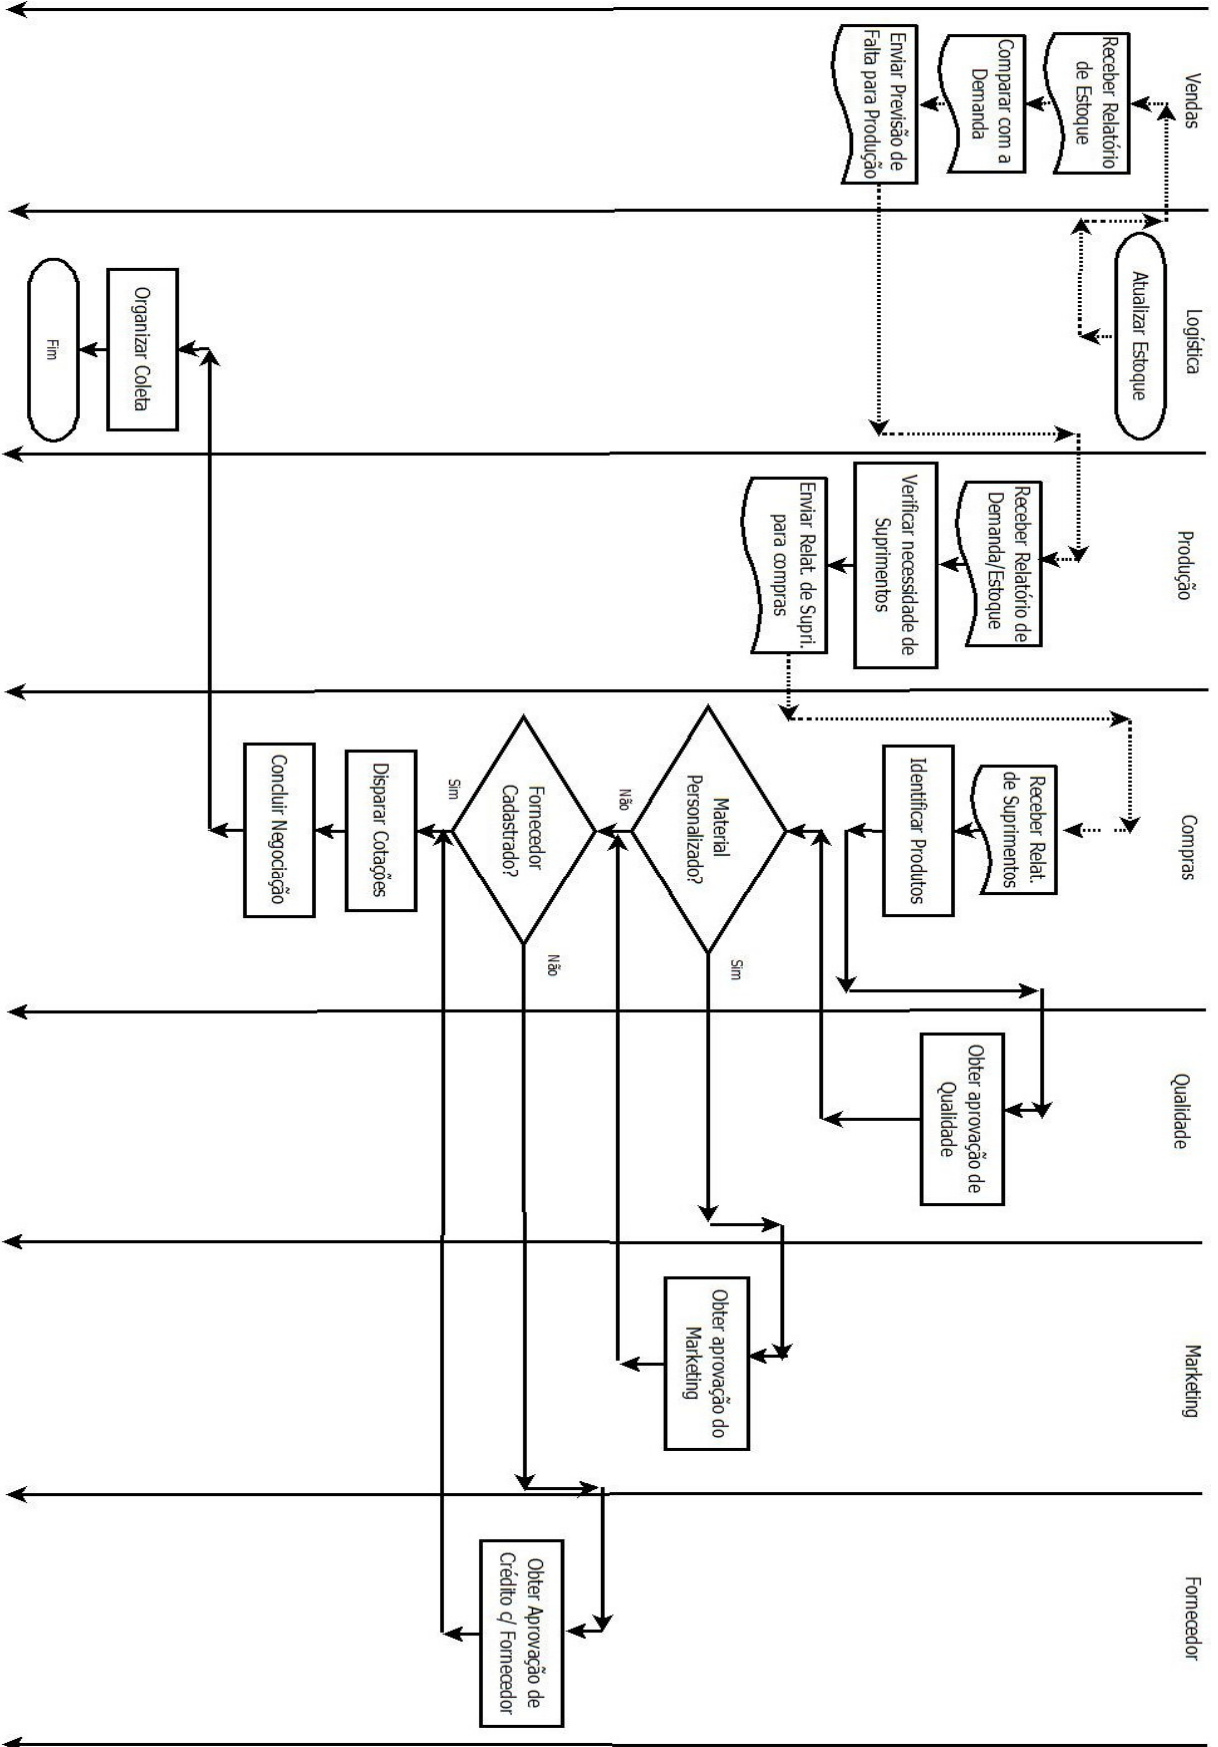 Vendas
Receber Relatório
de Estoque
Comparar com a
Demanda
Enviar Previsão de
Falta para Produção
Logística
Atualizar Estoque
Organizar Coleta
Fim
Produção
Receber Relatório de
Demanda/Estoque
Verificar necessidade de
Suprimentos
Enviar Relat. de Supri.
para compras
Compras
Receber Relat.
de Suprimentos
Identificar Produtos
Material
Personalizado?
Sim
Não
Fornecedor
Cadastrado?
Não
Sim
Disparar Cotações
Concluir Negociação
Qualidade
Obter aprovação de
Qualidade
Marketing
Obter aprovação do
Marketing
Fornecedor
Obter Aprovação de
Crédito c/ Fornecedor